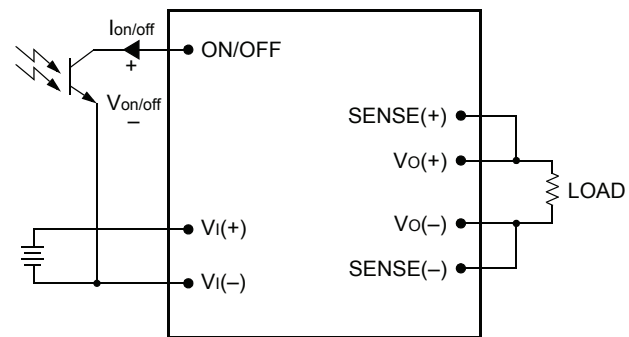 Ion/off
+
ON/OFF
Von/off
–
SENSE(+)
VO(+)
LOAD
VO(–)
SENSE(–)
VI(+)
VI(–)